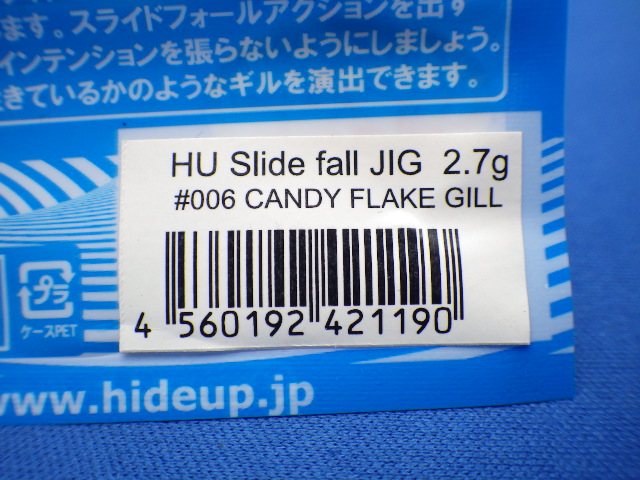 ます。スライドフォールアクションを出す
インテンションを張らないようにしましょう。
きているかのようなギルを演出できます。
HU Slide fall JIG 2.7g
#006 CANDY FLAKE GILL
4 560192 421190
プラ
ケースPET
www.hideup.jp